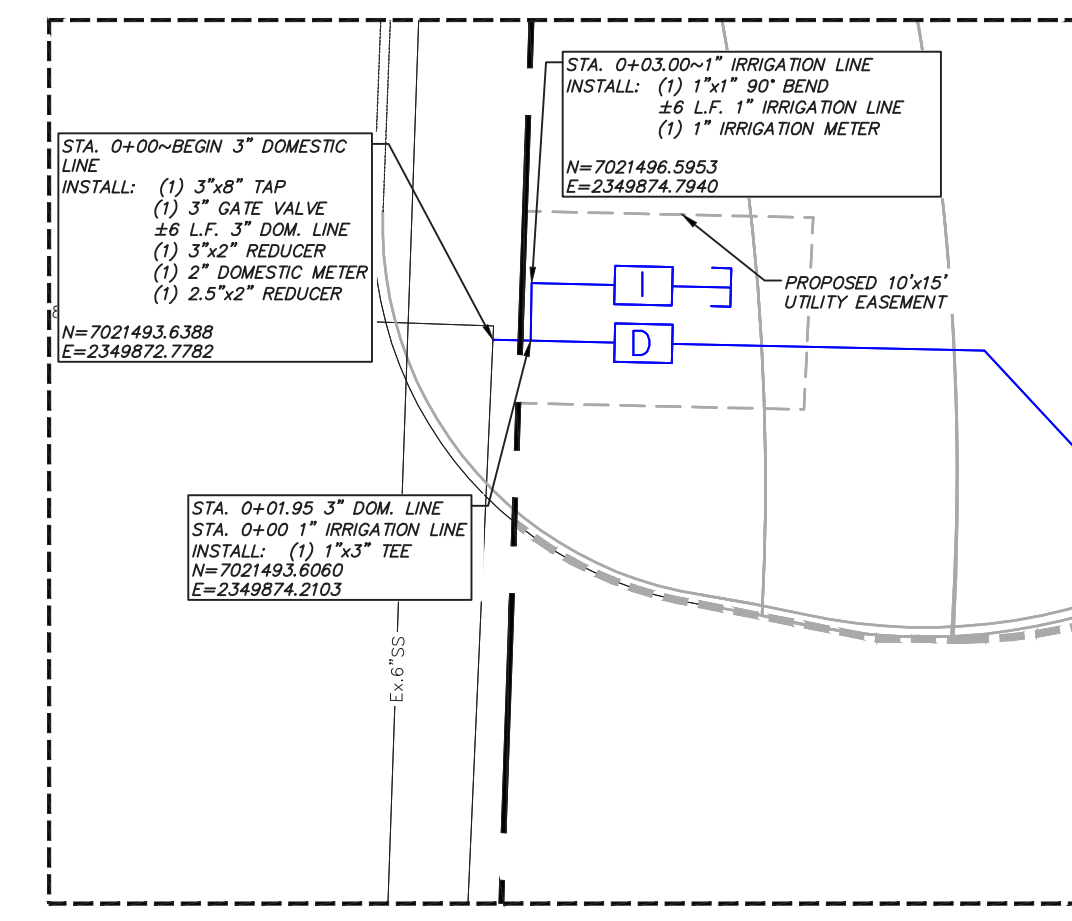 STA. 0+03.00~1" IRRIGATION LINE
INSTALL: (1) 1"x1" 90° BEND
±6 L.F. 1" IRRIGATION LINE
(1) 1" IRRIGATION METER
N=7021496.5953
E=2349874.7940
STA. 0+00~BEGIN 3" DOMESTIC
LINE
INSTALL: (1) 3"x8" TAP
(1) 3" GATE VALVE
±6 L.F. 3" DOM. LINE
(1) 3"x2" REDUCER
(1) 2" DOMESTIC METER
(1) 2.5"x2" REDUCER
N=7021493.6388
E=2349872.7782
I
PROPOSED 10'x15'
UTILITY EASEMENT
D
STA. 0+01.95 3" DOM. LINE
STA. 0+00 1" IRRIGATION LINE
INSTALL: (1) 1"x3" TEE
N=7021493.6060
E=2349874.2103
Ex.6"SS